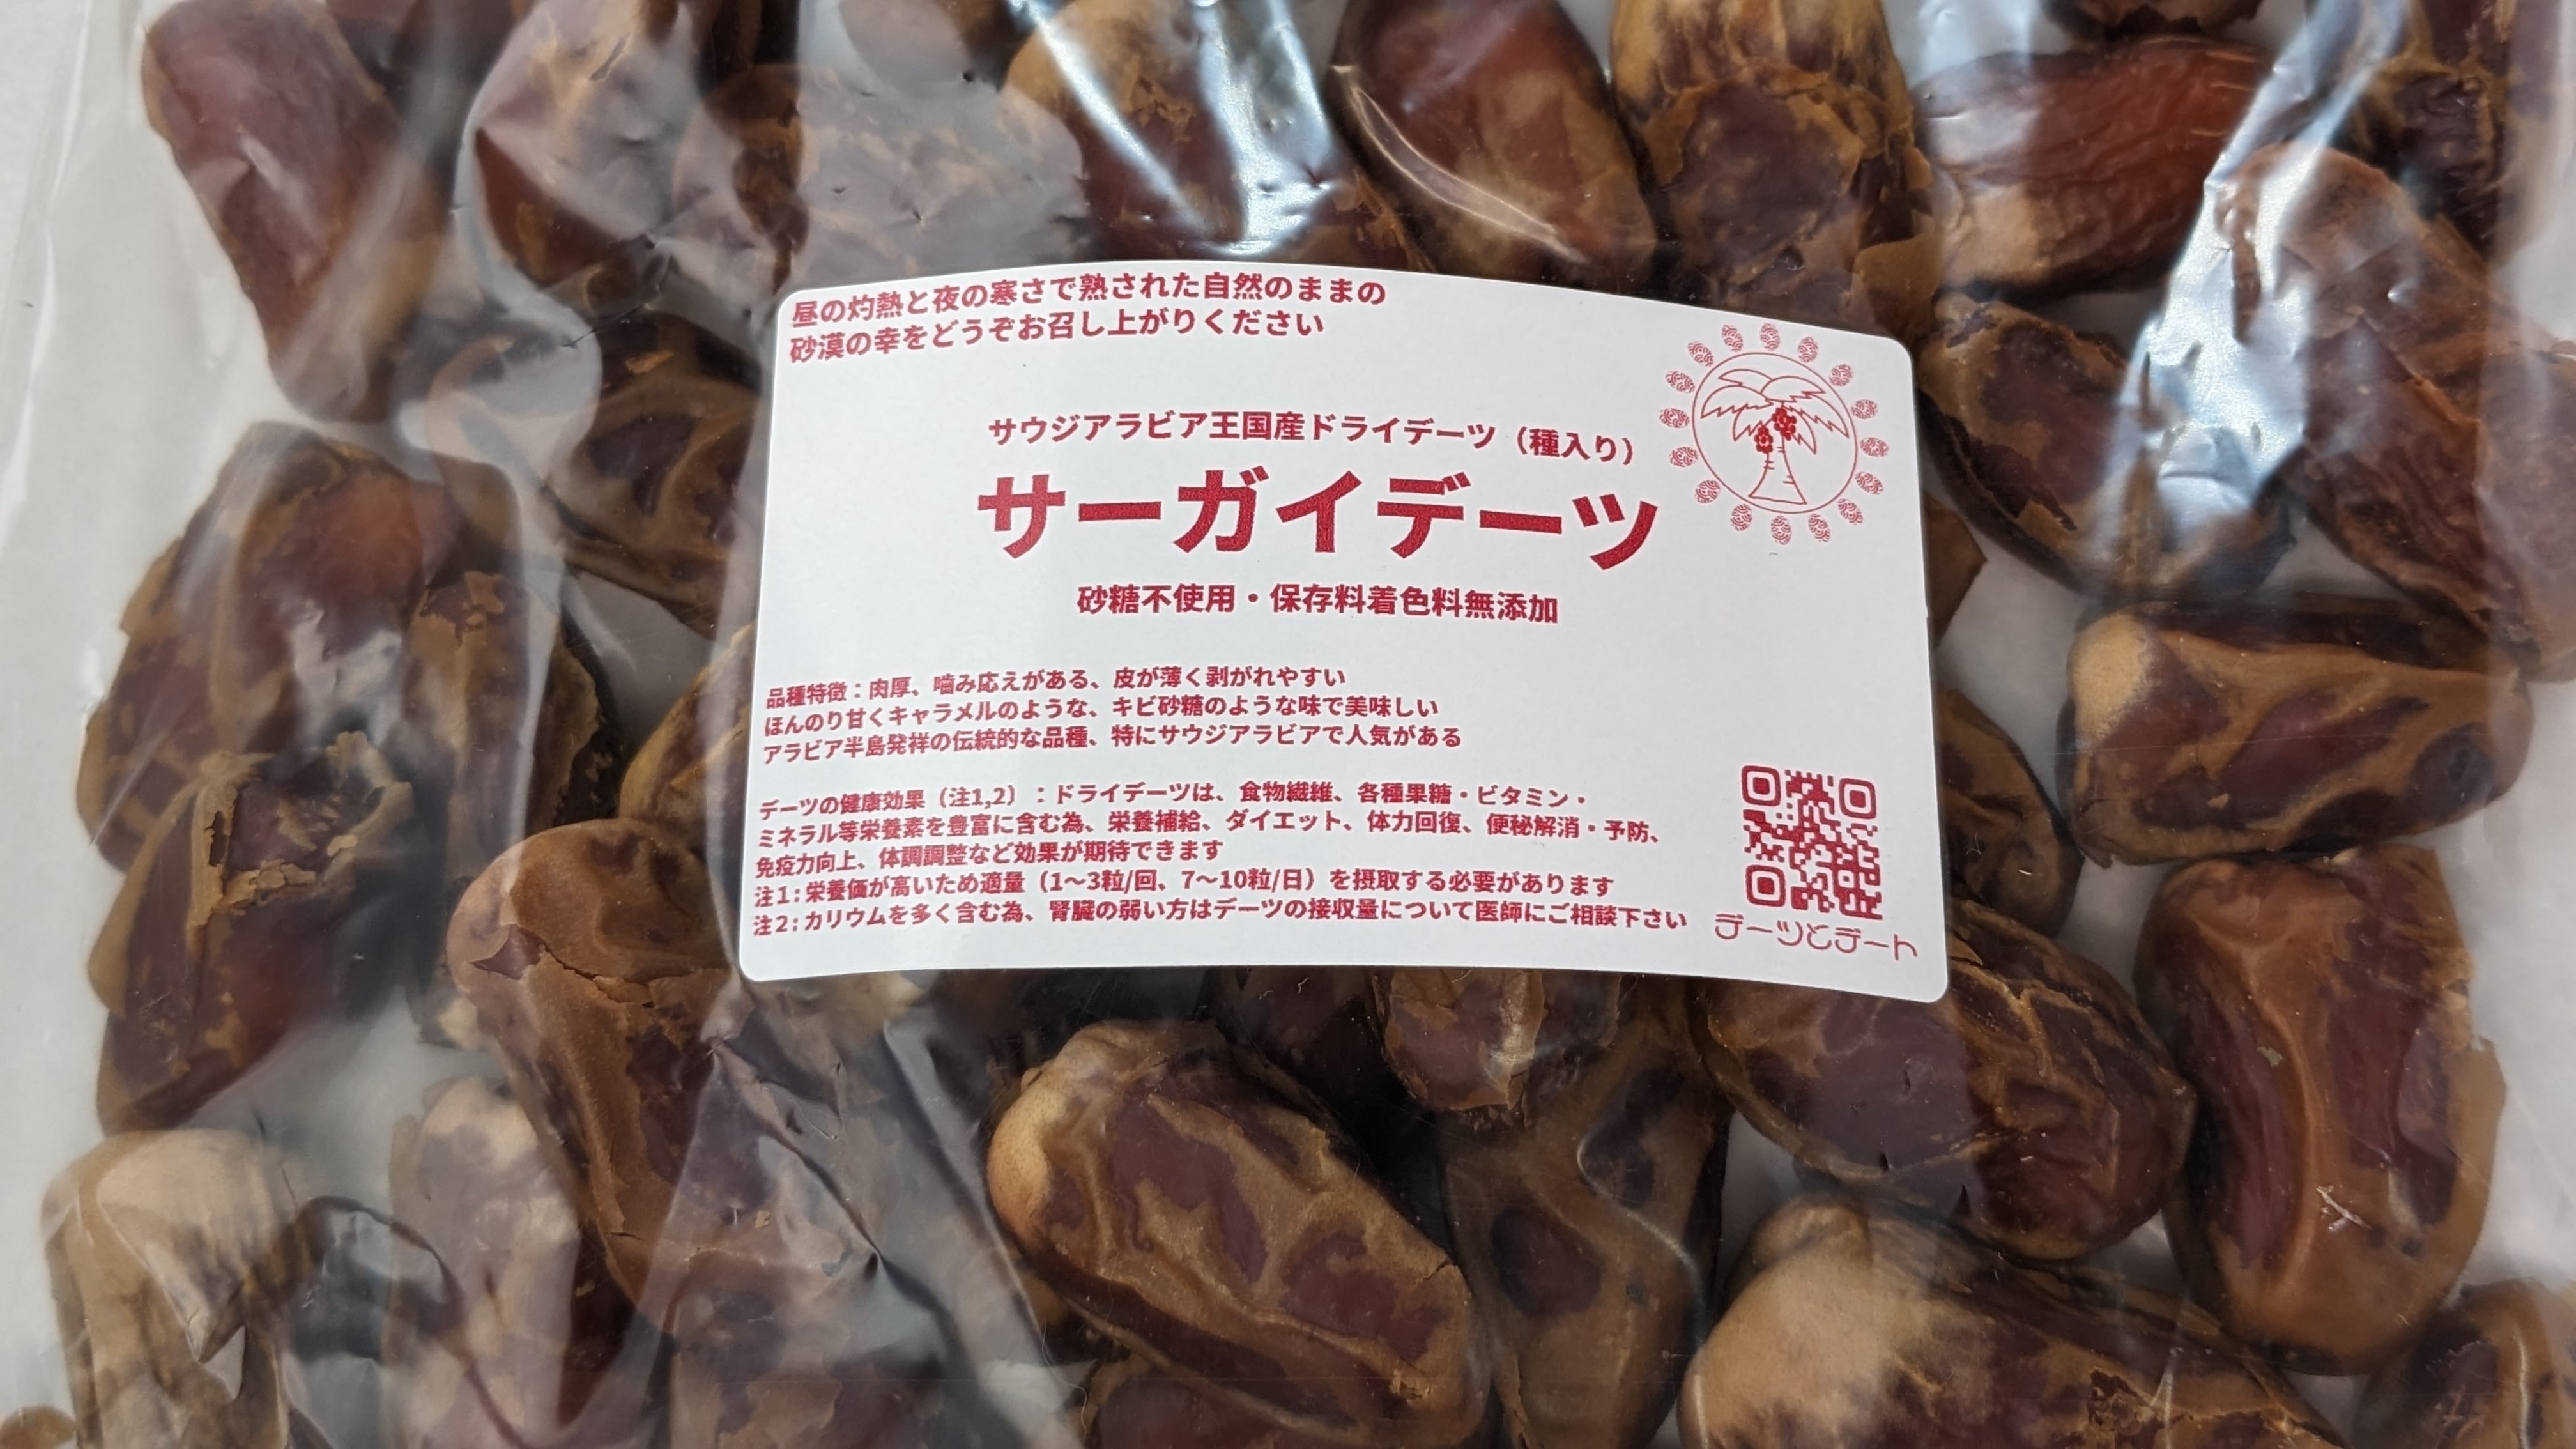 昼の灼熱と夜の寒さで熟された自然のままの
砂漠の幸をどうぞお召し上がりください
サウジアラビア王国産ドライデーツ（種入り）
サーガイデーツ
砂糖不使用・保存料着色料無添加
品種特徴：肉厚、噛み応えがある、皮が薄く剥がれやすい
ほんのり甘くキャラメルのような、キビ砂糖のような味で美味しい
アラビア半島発祥の伝統的な品種、特にサウジアラビアで人気がある
デーツの健康効果（注1,2）：ドライデーツは、食物繊維、各種果糖・ビタミン・
ミネラル等栄養素を豊富に含む為、栄養補給、ダイエット、体力回復、便秘解消・予防、
免疫力向上、体調調整など効果が期待できます
注１：栄養価が高いため適量（1～3粒/回、7～10粒/日）を摂取する必要があります
注２：カリウムを多く含む為、腎臓の弱い方はデーツの接収量について医師にご相談下さい
デーツとデート